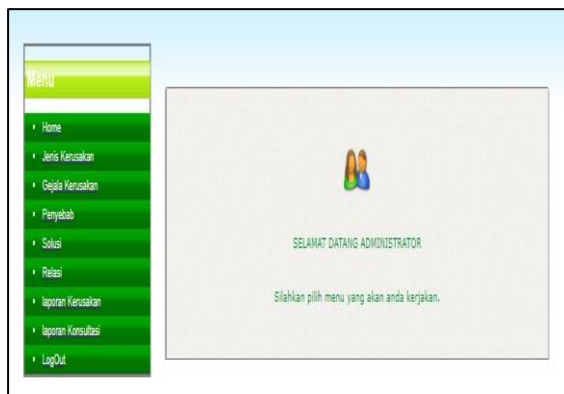 Menu
Home
Jenis Kerusakan
Gejala Kerusakan
Penyebab
Solusi
Relasi
laporan Kerusakan
laporan Konsultasi
LogOut
SELAMAT DATANG ADMINISTRATOR
Silahkan pilih menu yang akan anda kerjakan.